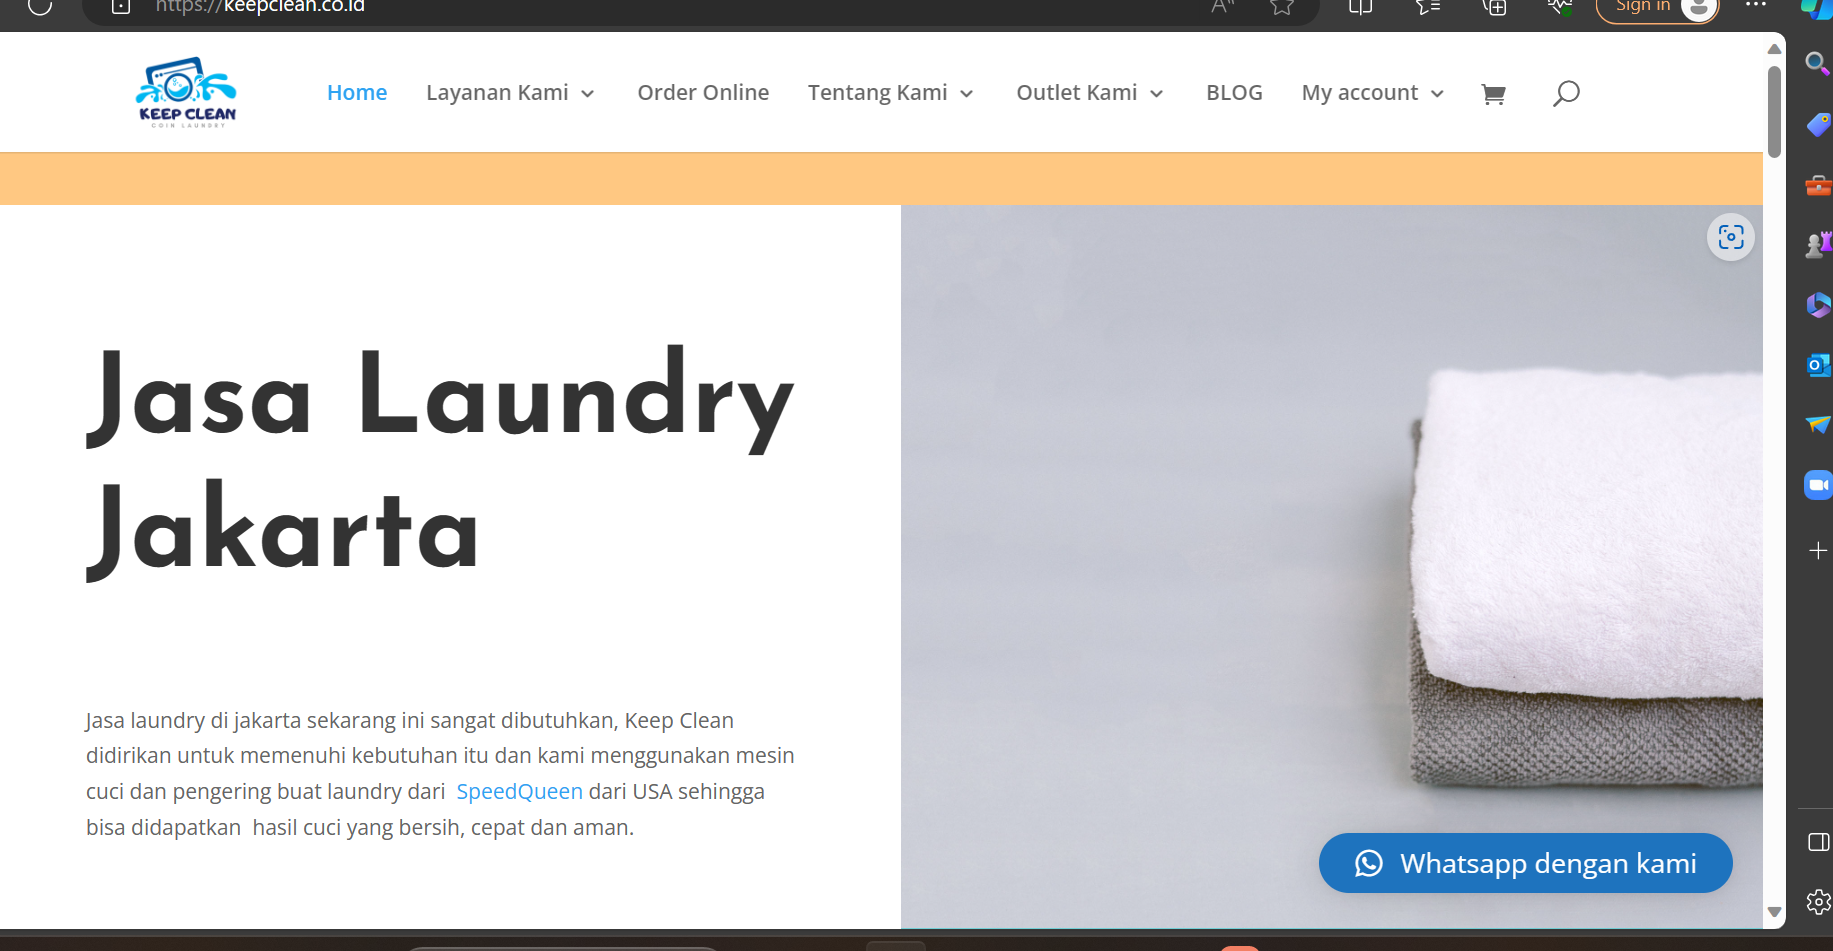 https://keepclean.co.id
Sign in
KEEP CLEAN
COIN LAUNDRY
Home
Layanan Kami
Order Online
Tentang Kami
Outlet Kami
BLOG
My account
Jasa Laundry
Jakarta
Jasa laundry di jakarta sekarang ini sangat dibutuhkan, Keep Clean
didirikan untuk memenuhi kebutuhan itu dan kami menggunakan mesin
cuci dan pengering buat laundry dari SpeedQueen dari USA sehingga
bisa didapatkan hasil cuci yang bersih, cepat dan aman.
Whatsapp dengan kami